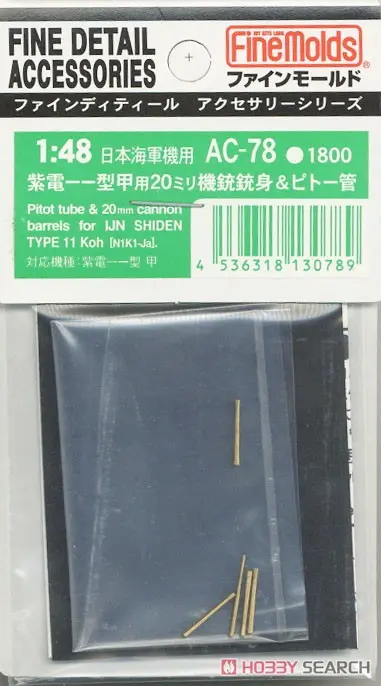 FINE DETAIL
ACCESSORIES
HOBBY KITS LABEL
FineMolds
ファインモールド
ファインディティール アクセサリーシリーズ
1:48 日本海軍機用 AC-78 ●1800
紫電一一型甲用20ミリ機銃銃身&ピトー管
Pitot tube & 20mm cannon
barrels for IJN SHIDEN
TYPE 11 Koh [N1K1-Ja].
対応機種:紫電一一型 甲
4 536318 130789
HOBBY SEARCH